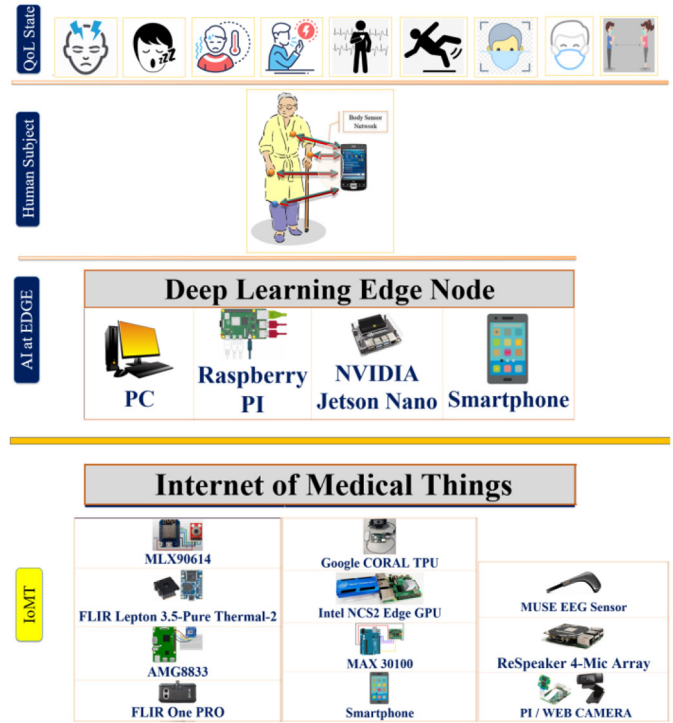 QoL State
zZZ
Human Subject
Body Sensor
Network
AI at EDGE
Deep Learning Edge Node
PC
Raspberry
PI
NVIDIA
Jetson Nano
Smartphone
Internet of Medical Things
IoMT
MLX90614
FLIR Lepton 3.5-Pure Thermal-2
AMG8833
FLIR One PRO
Google CORAL TPU
Intel NCS2 Edge GPU
MAX 30100
Smartphone
MUSE EEG Sensor
ReSpeaker 4-Mic Array
PI / WEB CAMERA